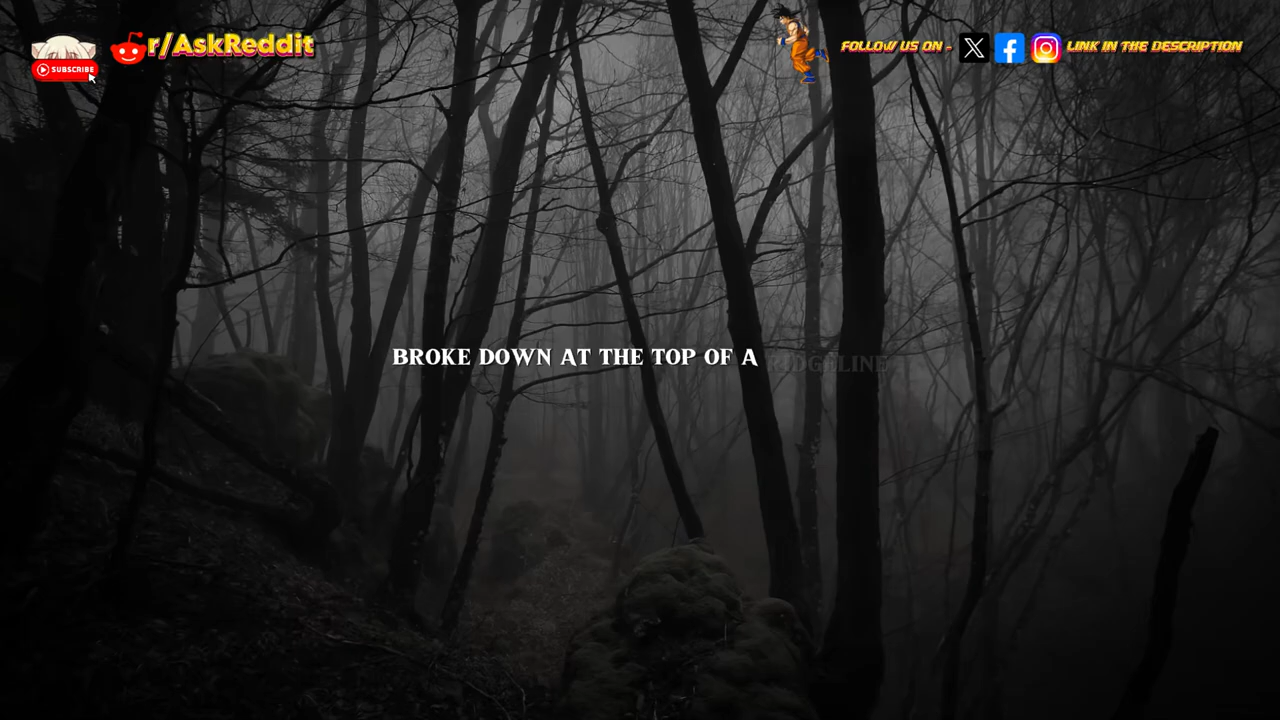 r/AskReddit
SUBSCRIBE
FOLLOW US ON -
LINK IN THE DESCRIPTION
BROKE DOWN AT THE TOP OF A RIDGELINE